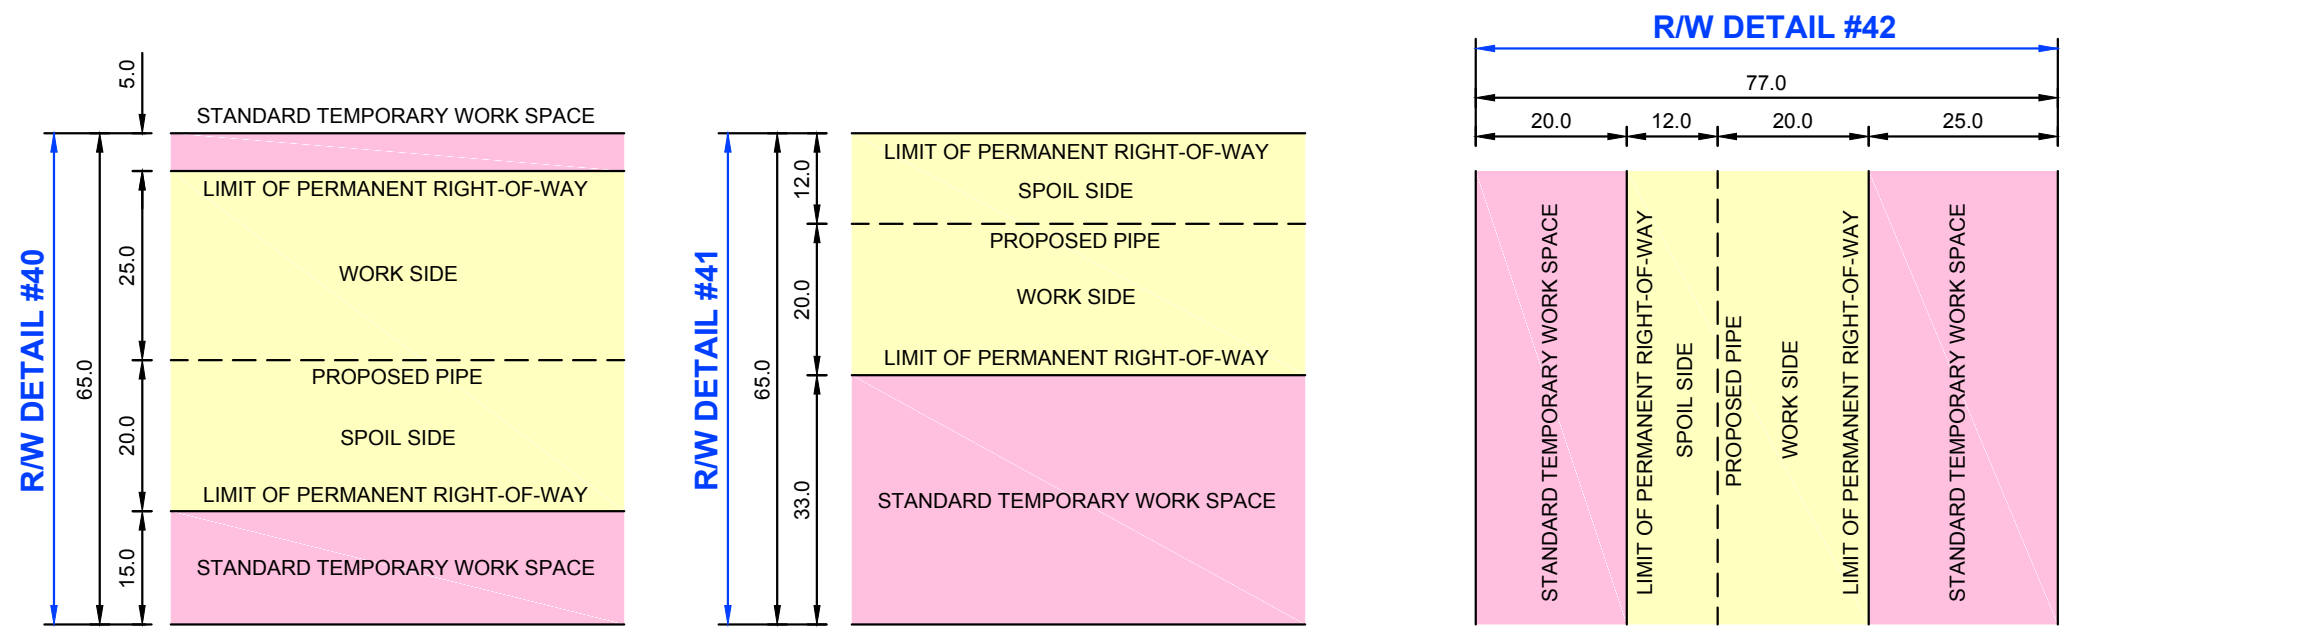 R/W DETAIL #40
65.0
5.0
25.0
20.0
15.0
STANDARD TEMPORARY WORK SPACE
LIMIT OF PERMANENT RIGHT-OF-WAY
WORK SIDE
PROPOSED PIPE
SPOIL SIDE
LIMIT OF PERMANENT RIGHT-OF-WAY
STANDARD TEMPORARY WORK SPACE
R/W DETAIL #41
65.0
12.0
20.0
33.0
LIMIT OF PERMANENT RIGHT-OF-WAY
SPOIL SIDE
PROPOSED PIPE
WORK SIDE
LIMIT OF PERMANENT RIGHT-OF-WAY
STANDARD TEMPORARY WORK SPACE
R/W DETAIL #42
77.0
20.0
12.0
20.0
25.0
STANDARD TEMPORARY WORK SPACE
LIMIT OF PERMANENT RIGHT-OF-WAY
SPOIL SIDE
PROPOSED PIPE
WORK SIDE
LIMIT OF PERMANENT RIGHT-OF-WAY
STANDARD TEMPORARY WORK SPACE